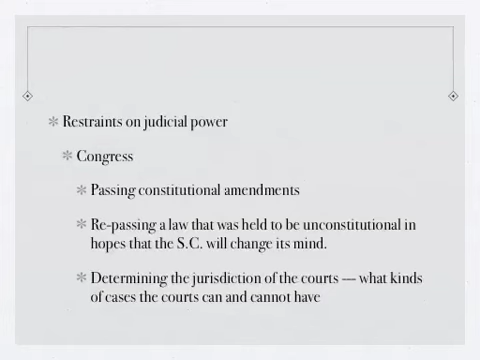 Restraints on judicial power
Congress
Passing constitutional amendments
Re-passing a law that was held to be unconstitutional in
hopes that the S.C. will change its mind.
Determining the jurisdiction of the courts — what kinds
of cases the courts can and cannot have